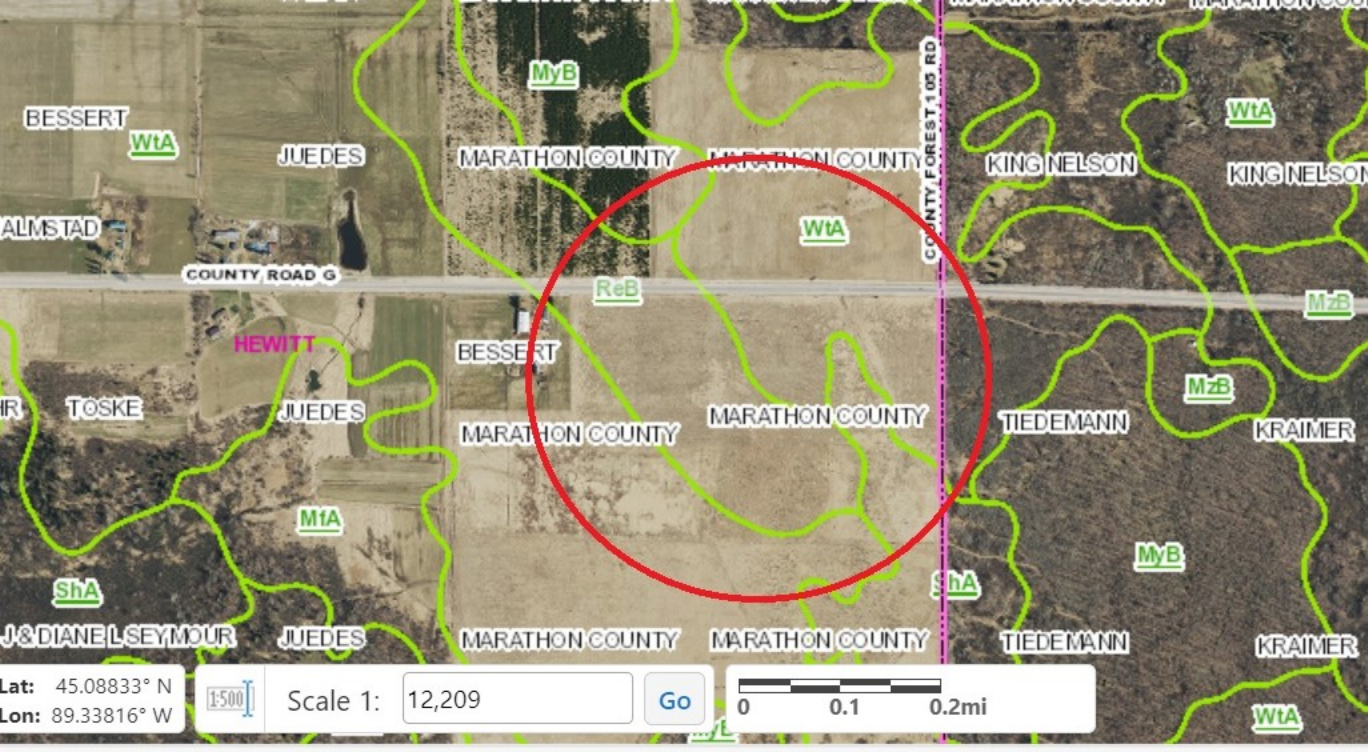 MyB
WtA
COUNTY FOREST 105 RD
BESSERT
WtA
JUEDES
MARATHON COUNTY
MARATHON COUNTY
KING NELSON
KING NELSON
ALMSTAD
WtA
COUNTY ROAD G
ReB
MzB
HEWITT
BESSERT
MzB
TOSKE
JUEDES
MARATHON COUNTY
MARATHON COUNTY
TIEDEMANN
KRAIMER
MfA
MyB
ShA
ShA
J & DIANE L SEYMOUR
JUEDES
MARATHON COUNTY
MARATHON COUNTY
TIEDEMANN
KRAIMER
Lat: 45.08833° N
Lon: 89.33816° W
1:500
Scale 1:
12,209
Go
0 0.1 0.2mi
MyB
WtA